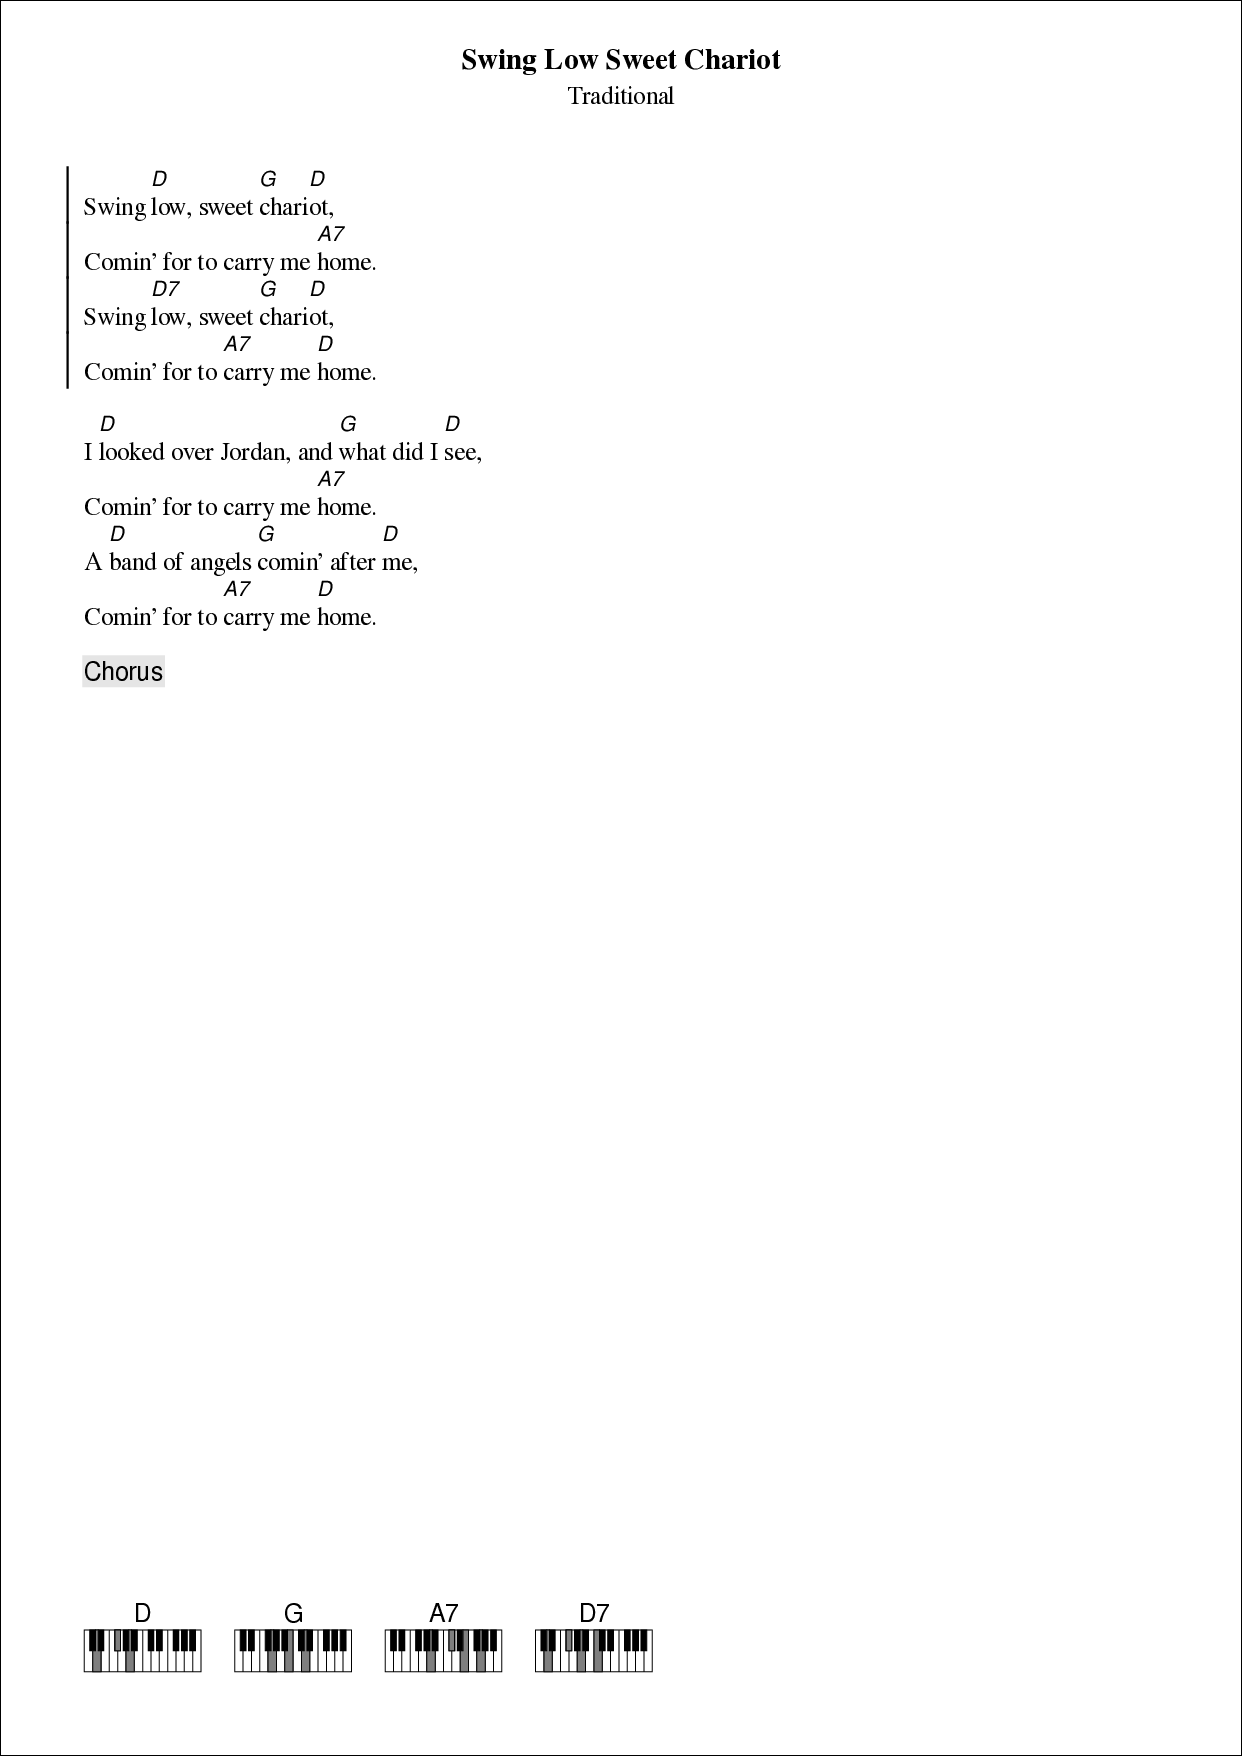 Swing Low Sweet Chariot
Traditional
D G D
Swing low, sweet chariot,
A7
Comin' for to carry me home.
D7 G D
Swing low, sweet chariot,
A7 D
Comin' for to carry me home.
D G D
I looked over Jordan, and what did I see,
A7
Comin' for to carry me home.
D G D
A band of angels comin' after me,
A7 D
Comin' for to carry me home.
Chorus
D G A7 D7